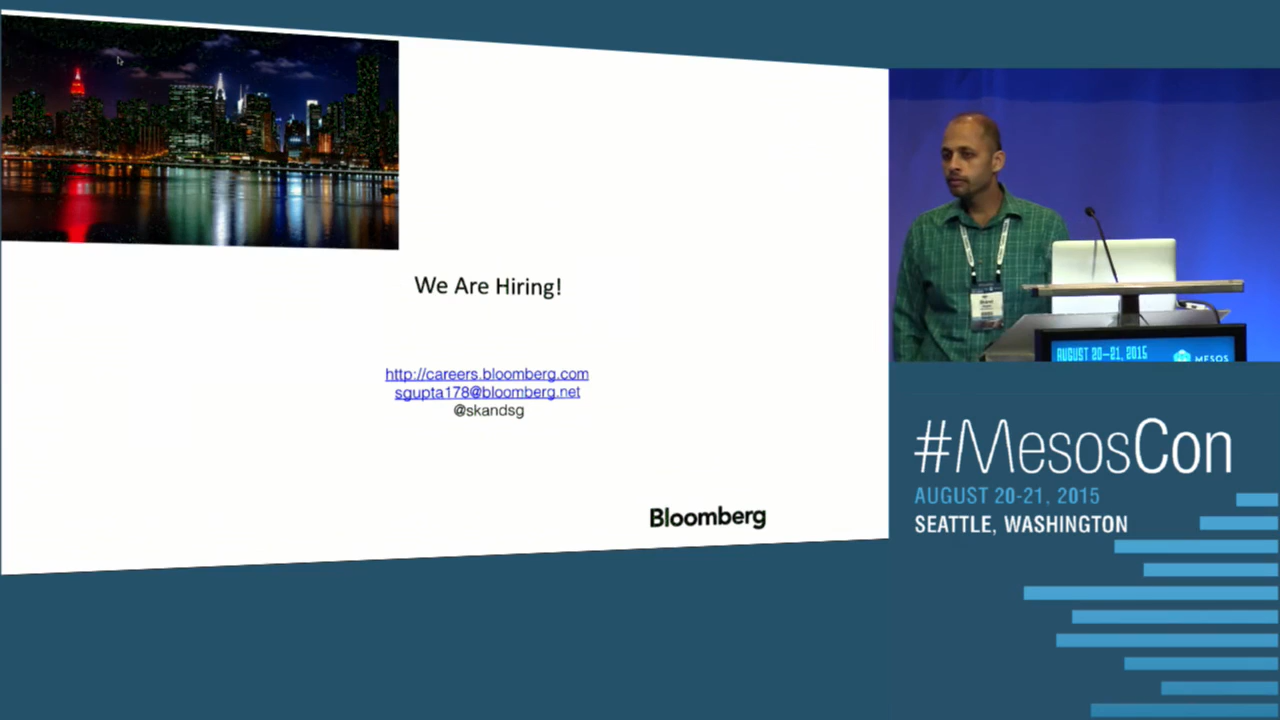 We Are Hiring!
http://careers.bloomberg.com
sgupta178@bloomberg.net
@skandsg
Bloomberg
AUGUST 20-21, 2015
MESOS
#MesosCon
AUGUST 20-21, 2015
SEATTLE, WASHINGTON